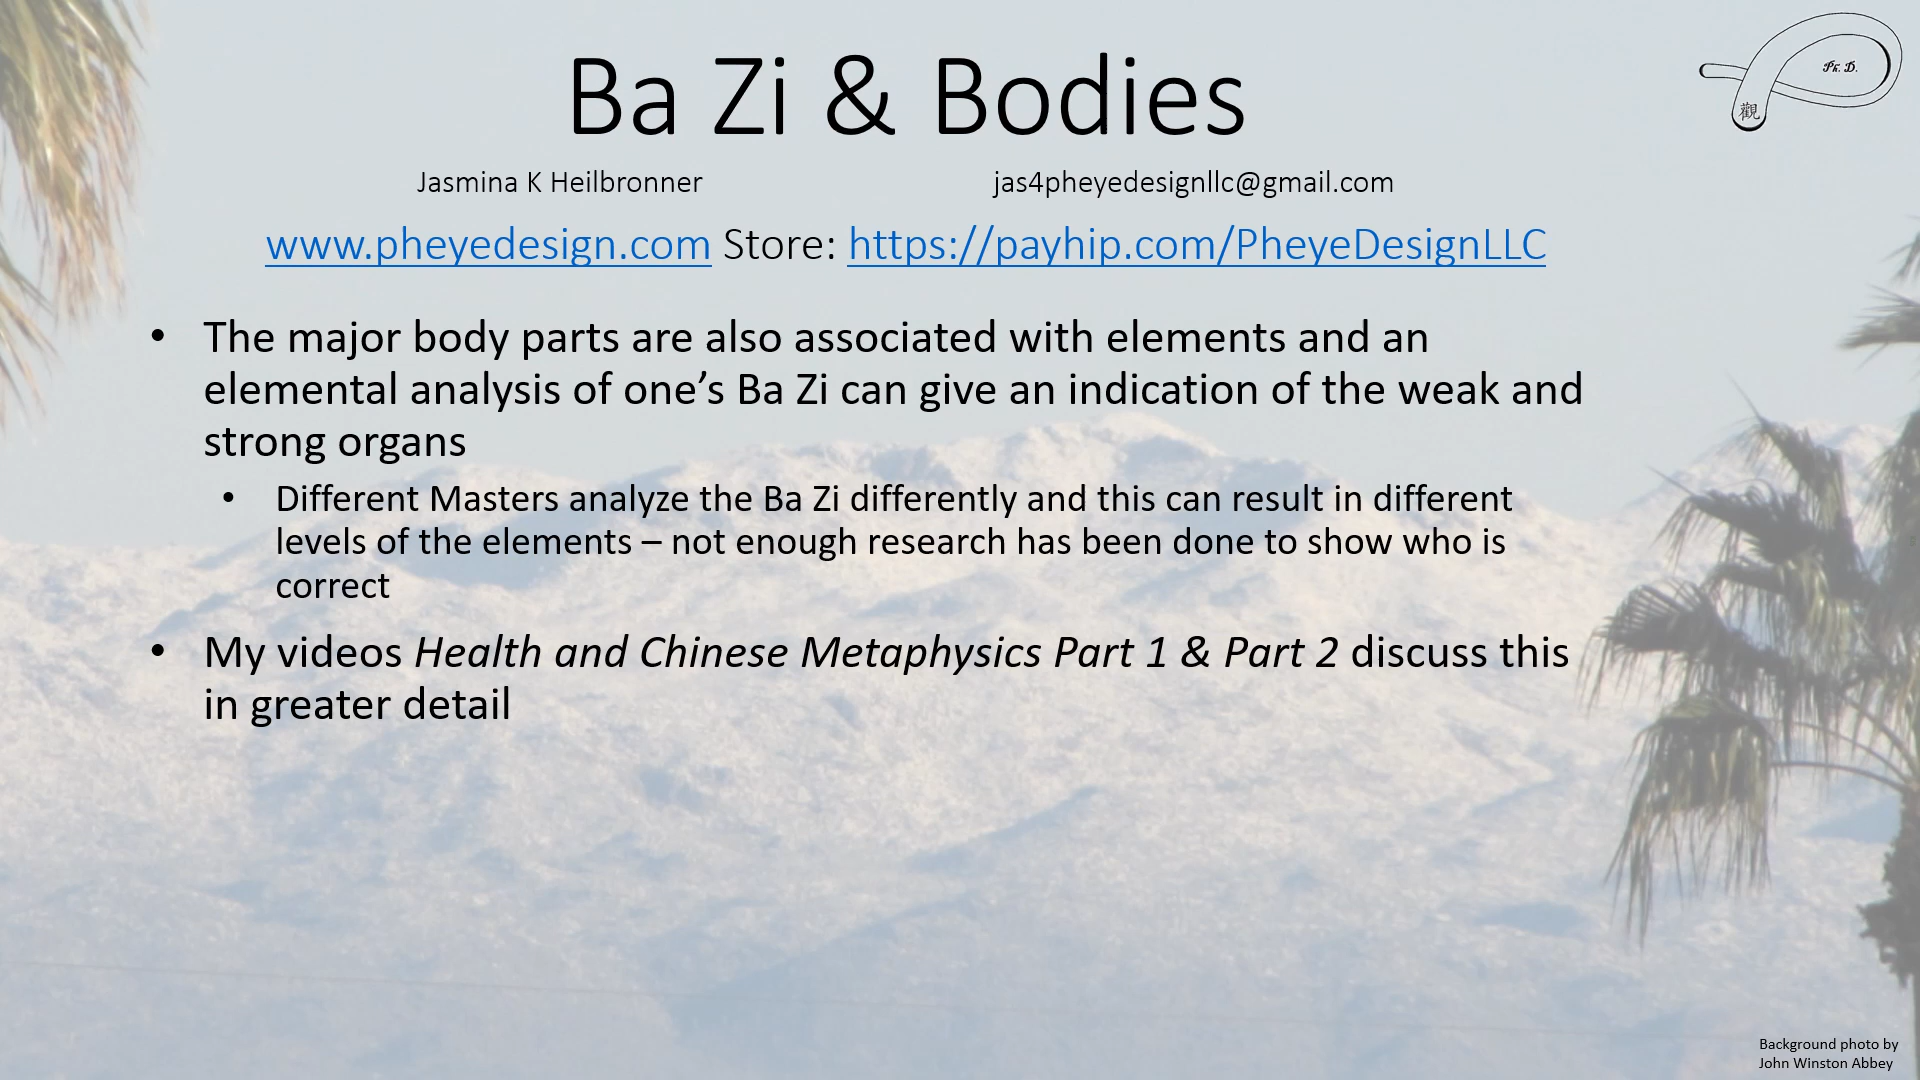 Ba Zi & Bodies
Ph.D.
觀
Jasmina K Heilbronner jas4pheyedesignllc@gmail.com
www.pheyedesign.com Store: https://payhip.com/PheyeDesignLLC
• The major body parts are also associated with elements and an
elemental analysis of one’s Ba Zi can give an indication of the weak and
strong organs
• Different Masters analyze the Ba Zi differently and this can result in different
levels of the elements – not enough research has been done to show who is
correct
• My videos Health and Chinese Metaphysics Part 1 & Part 2 discuss this
in greater detail
Background photo by
John Winston Abbey